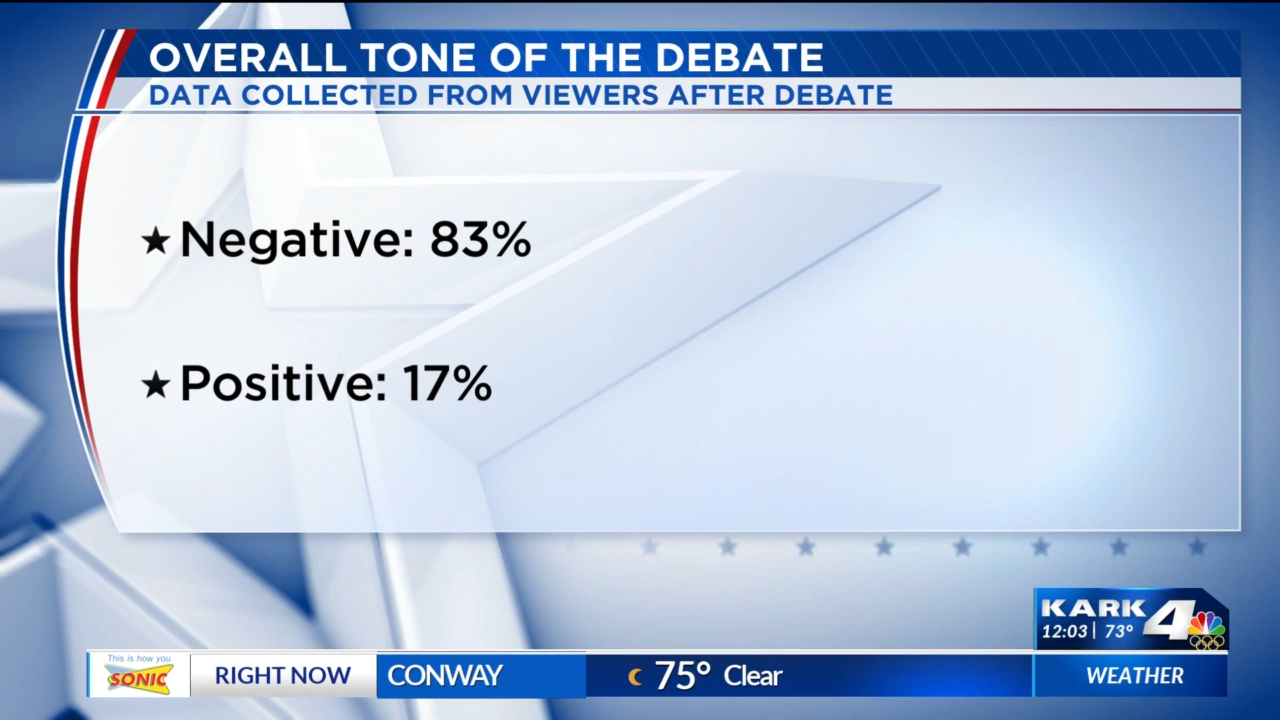 OVERALL TONE OF THE DEBATE
DATA COLLECTED FROM VIEWERS AFTER DEBATE
★ Negative: 83%
★ Positive: 17%
KARK 4
12:03 | 73°
This is how you
SONIC
RIGHT NOW
CONWAY
75° Clear
WEATHER